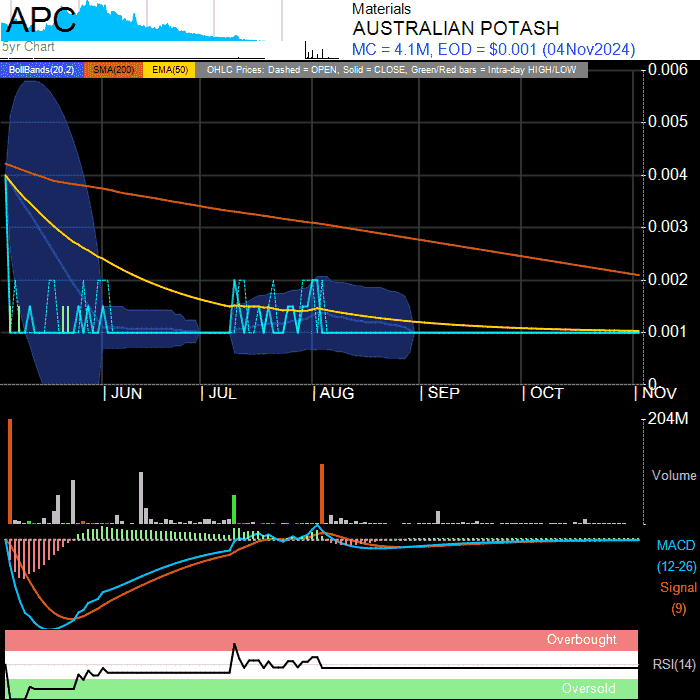 APC
5yr Chart
Materials
AUSTRALIAN POTASH
MC = 4.1M, EOD = $0.001 (04Nov2024)
BollBands(20,2) SMA(200) EMA(50) OHLC Prices: Dashed = OPEN, Solid = CLOSE, Green/Red bars = Intra-day HIGH/LOW
0.006
0.005
0.004
0.003
0.002
0.001
0
JUN JUL AUG SEP OCT NOV
204M
Volume
MACD
(12-26)
Signal
(9)
Overbought
RSI(14)
Oversold